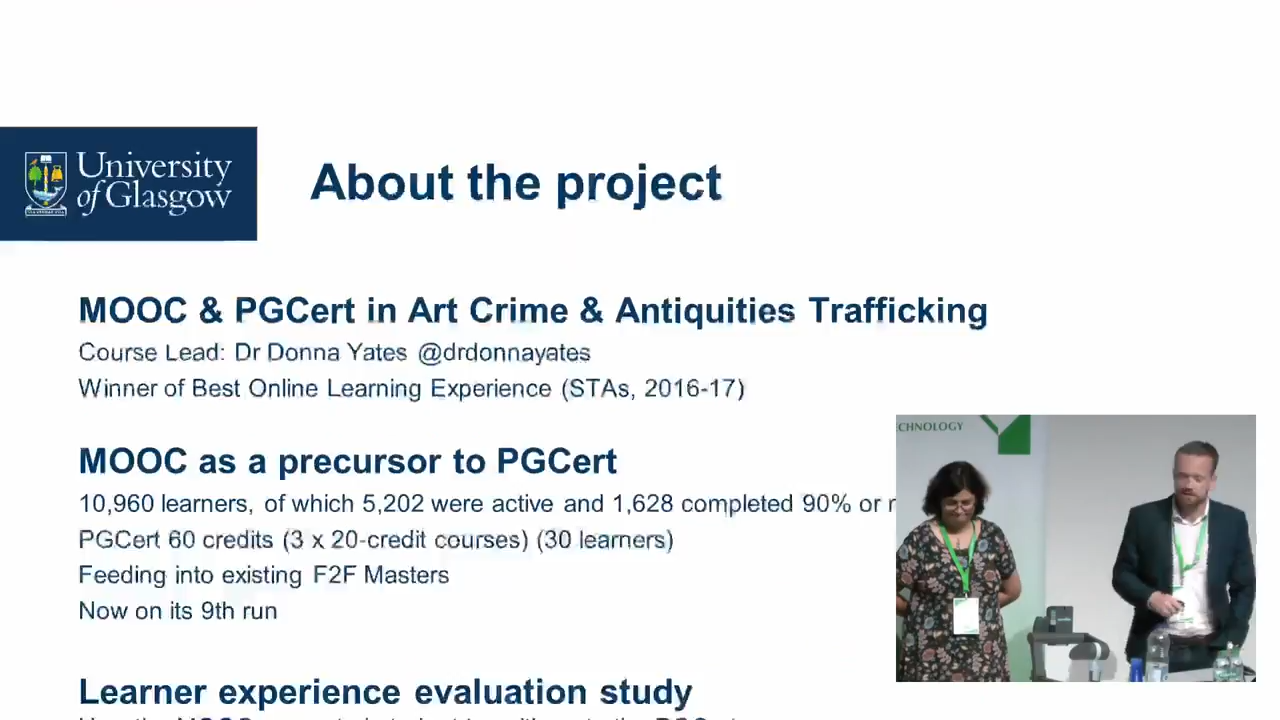 University
of Glasgow
About the project
MOOC & PGCert in Art Crime & Antiquities Trafficking
Course Lead: Dr Donna Yates @drdonnayates
Winner of Best Online Learning Experience (STAs, 2016-17)
MOOC as a precursor to PGCert
10,960 learners, of which 5,202 were active and 1,628 completed 90% or
PGCert 60 credits (3 x 20-credit courses) (30 learners)
Feeding into existing F2F Masters
Now on its 9th run
Learner experience evaluation study
ECHNOLOGY